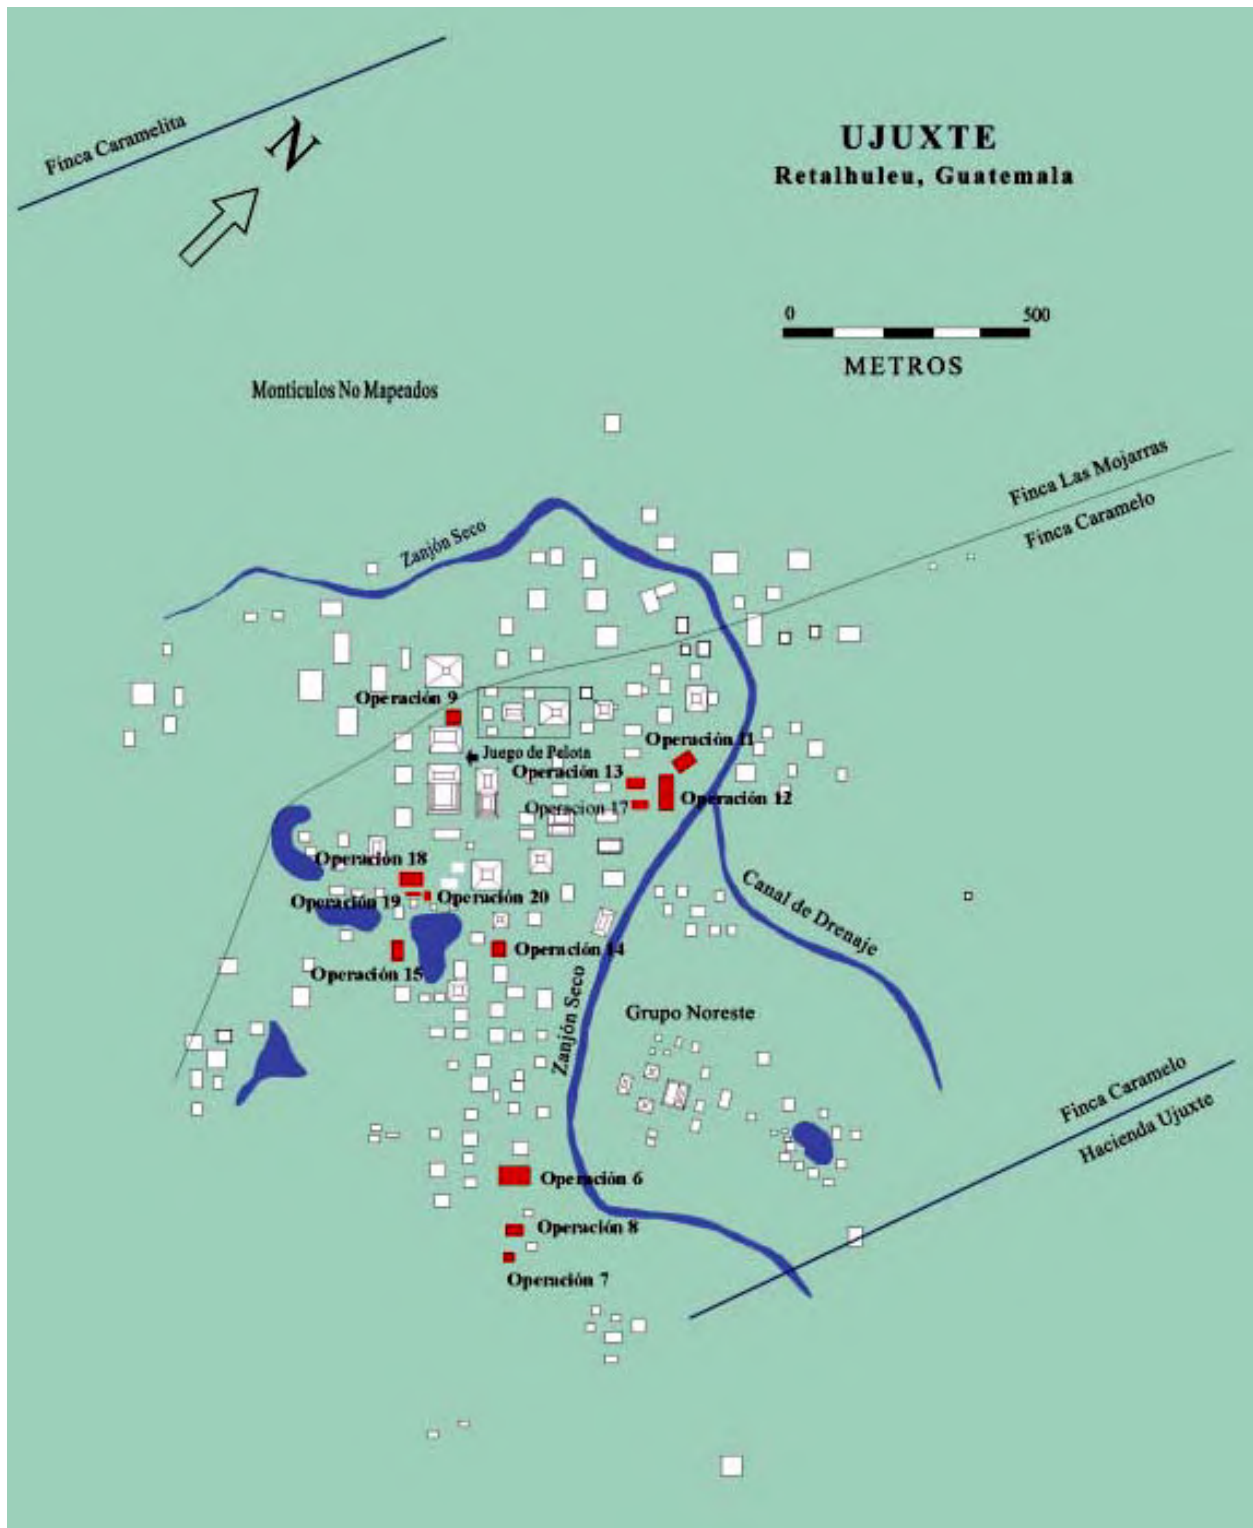 UJUXTE
Retalhuleu, Guatemala
Finca Caramelita
N
0 500
METROS
Monticulos No Mapeados
Finca Las Mojarras
Finca Caramelo
Zanjón Seco
Operación 9
Operación 11
Juego de Pelota
Operación 13
Operación 12
Operacion 17
Operación 18
Operación 20
Operación 19
Canal de Drenaje
Operación 14
Operación 15
Zanjón Seco
Grupo Noreste
Finca Caramelo
Hacienda Ujuxte
Operación 6
Operación 8
Operación 7